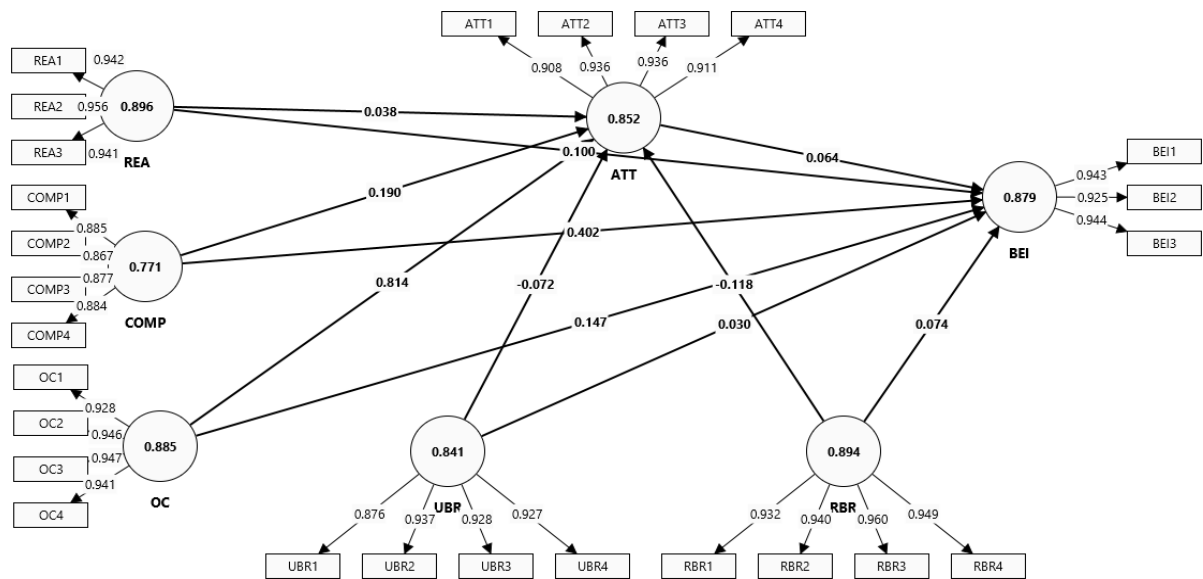 ATT1
ATT2
ATT3
ATT4
0.908
0.936
0.936
0.911
REA1
REA2
REA3
0.942
0.956
0.941
0.896
REA
0.038
0.852
ATT
0.100
0.064
BEI1
BEI2
BEI3
0.943
0.925
0.944
0.879
BEI
COMP1
COMP2
COMP3
COMP4
0.885
0.867
0.877
0.884
0.771
COMP
0.190
0.402
0.814
-0.072
-0.118
0.147
0.030
0.074
OC1
OC2
OC3
OC4
0.928
0.946
0.947
0.941
0.885
OC
0.841
UBR
0.876
0.937
0.928
0.927
UBR1
UBR2
UBR3
UBR4
0.894
RBR
0.932
0.940
0.960
0.949
RBR1
RBR2
RBR3
RBR4